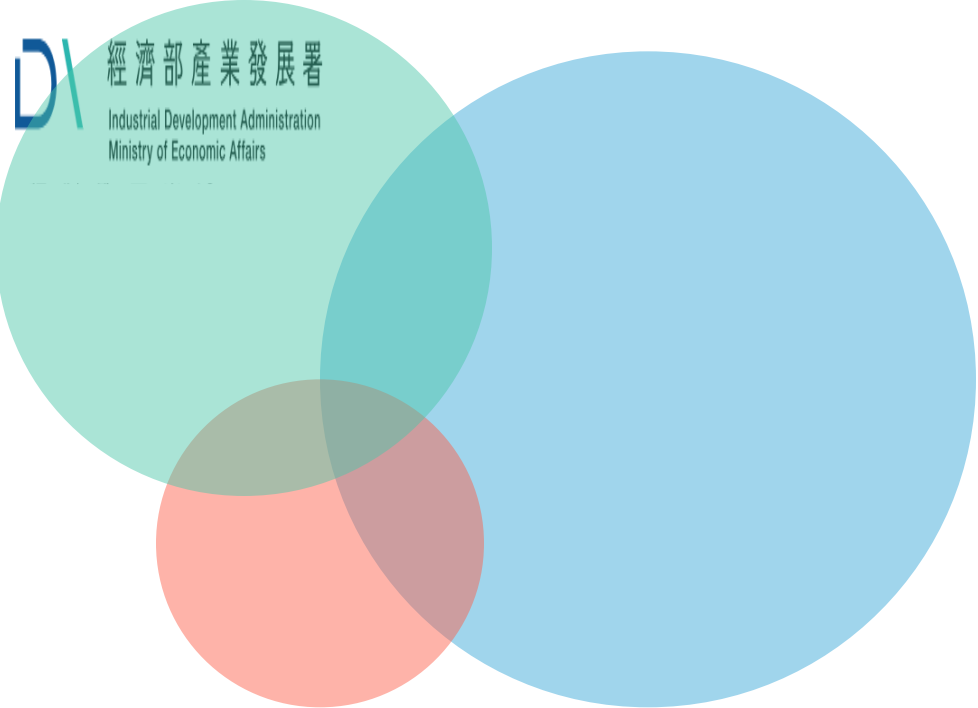 經濟部產業發展署
Industrial Development Administration
Ministry of Economic Affairs